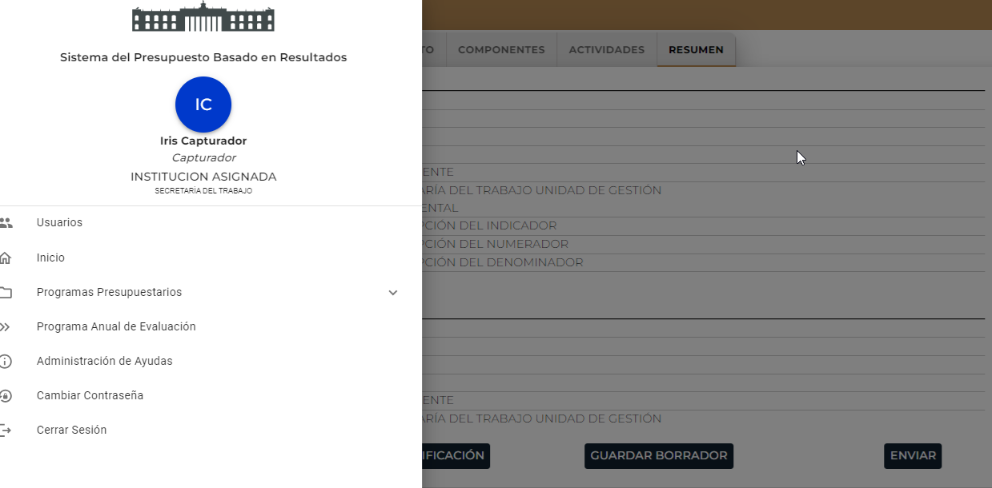 Sistema del Presupuesto Basado en Resultados
IC
Iris Capturador
Capturador
INSTITUCION ASIGNADA
SECRETARÍA DEL TRABAJO
Usuarios
Inicio
Programas Presupuestarios
Programa Anual de Evaluación
Administración de Ayudas
Cambiar Contraseña
Cerrar Sesión
TO COMPONENTES ACTIVIDADES RESUMEN
ENTE
ARÍA DEL TRABAJO UNIDAD DE GESTIÓN
ENTAL
PCIÓN DEL INDICADOR
PCIÓN DEL NUMERADOR
PCIÓN DEL DENOMINADOR
ENTE
ARÍA DEL TRABAJO UNIDAD DE GESTIÓN
IFICACIÓN GUARDAR BORRADOR ENVIAR